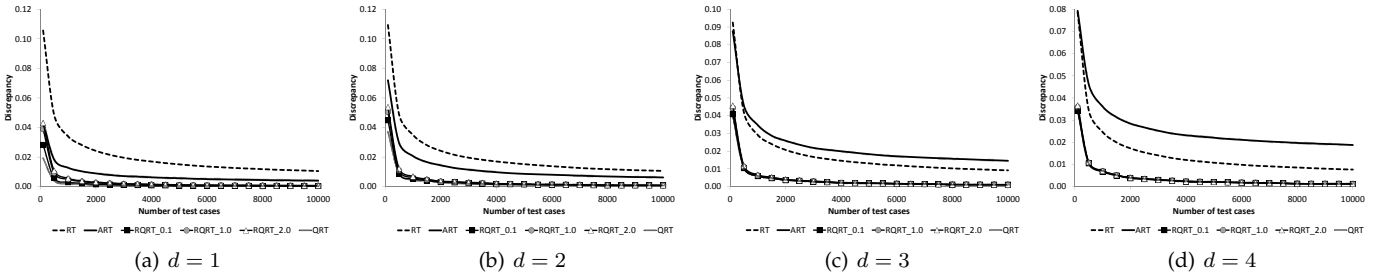 0.12
0.10
0.08
0.06
0.04
0.02
0.00
Discrepancy
0 2000 4000 6000 8000 10000
Number of test cases
RT ART RQRT_0.1 RQRT_1.0 RQRT_2.0 QRT
(a) d = 1
0.12
0.10
0.08
0.06
0.04
0.02
0.00
Discrepancy
0 2000 4000 6000 8000 10000
Number of test cases
RT ART RQRT_0.1 RQRT_1.0 RQRT_2.0 QRT
(b) d = 2
0.10
0.09
0.08
0.07
0.06
0.05
0.04
0.03
0.02
0.01
0.00
Discrepancy
0 2000 4000 6000 8000 10000
Number of test cases
RT ART RQRT_0.1 RQRT_1.0 RQRT_2.0 QRT
(c) d = 3
0.08
0.07
0.06
0.05
0.04
0.03
0.02
0.01
0.00
Discrepancy
0 2000 4000 6000 8000 10000
Number of test cases
RT ART RQRT_0.1 RQRT_1.0 RQRT_2.0 QRT
(d) d = 4